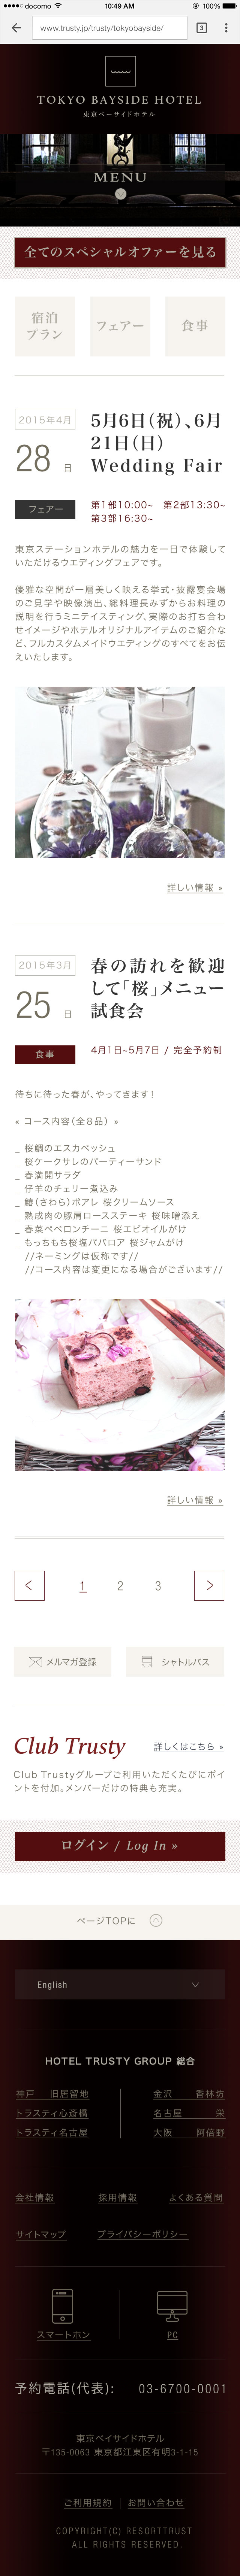 docomo 10:49 AM 100%
www.trusty.jp/trusty/tokyobayside/ 3
TOKYO BAYSIDE HOTEL
東京ベーサイドホテル
MENU
全てのスペシャルオファーを見る
宿泊
プラン
フェアー
食事
2015年4月
28 日
5月6日(祝)、6月
21日(日)
Wedding Fair
フェアー
第1部10:00~ 第2部13:30~
第3部16:30~
東京ステーションホテルの魅力を一日で体験して
いただけるウエディングフェアです。
優雅な空間が一層美しく映える挙式・披露宴会場
のご見学や映像演出、総料理長みずからお料理の
説明を行うミニテイスティング、実際のお打ち合わ
せイメージやホテルオリジナルアイテムのご紹介な
ど、フルカスタムメイドウエディングのすべてをお伝
えいたします。
詳しい情報 »
2015年3月
25 日
春の訪れを歓迎
して「桜」メニュー
試食会
食事
4月1日~5月7日 / 完全予約制
待ちに待った春が、やってきます!
« コース内容(全8品) »
_ 桜鯛のエスカベッシュ
_ 桜ケークサレのパーティーサンド
_ 春満開サラダ
_ 仔羊のチェリー煮込み
_ 鰆(さわら)ポアレ 桜クリームソース
_ 熟成肉の豚肩ロースステーキ 桜味噌添え
_ 春菜ペペロンチーニ 桜エビオイルがけ
_ もっちもち桜塩ババロア 桜ジャムがけ
//ネーミングは仮称です//
//コース内容は変更になる場合がございます//
詳しい情報 »
< 1 2 3 >
メルマガ登録
シャトルバス
Club Trusty 詳しくはこちら »
Club Trustyグループご利用いただくたびにポイ
ントを付加。メンバーだけの特典も充実。
ログイン / Log In »
ページTOPに
English
HOTEL TRUSTY GROUP 総合
神戸 旧居留地
金沢 香林坊
トラスティ心斎橋
名古屋 栄
トラスティ名古屋
大阪 阿倍野
会社情報 採用情報 よくある質問
サイトマップ プライバシーポリシー
スマートホン
PC
予約電話(代表): 03-6700-0001
東京ベイサイドホテル
〒135-0063 東京都江東区有明3-1-15
ご利用規約 | お問い合わせ
COPYRIGHT(C) RESORTTRUST
ALL RIGHTS RESERVED.